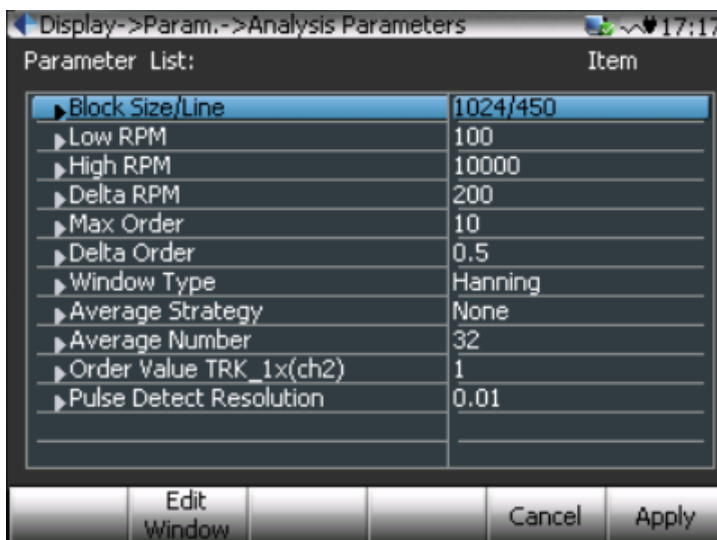 Display->Param.->Analysis Parameters 17:17
Parameter List: Item
Block Size/Line 1024/450
Low RPM 100
High RPM 10000
Delta RPM 200
Max Order 10
Delta Order 0.5
Window Type Hanning
Average Strategy None
Average Number 32
Order Value TRK_1x(ch2) 1
Pulse Detect Resolution 0.01
Edit Window Cancel Apply